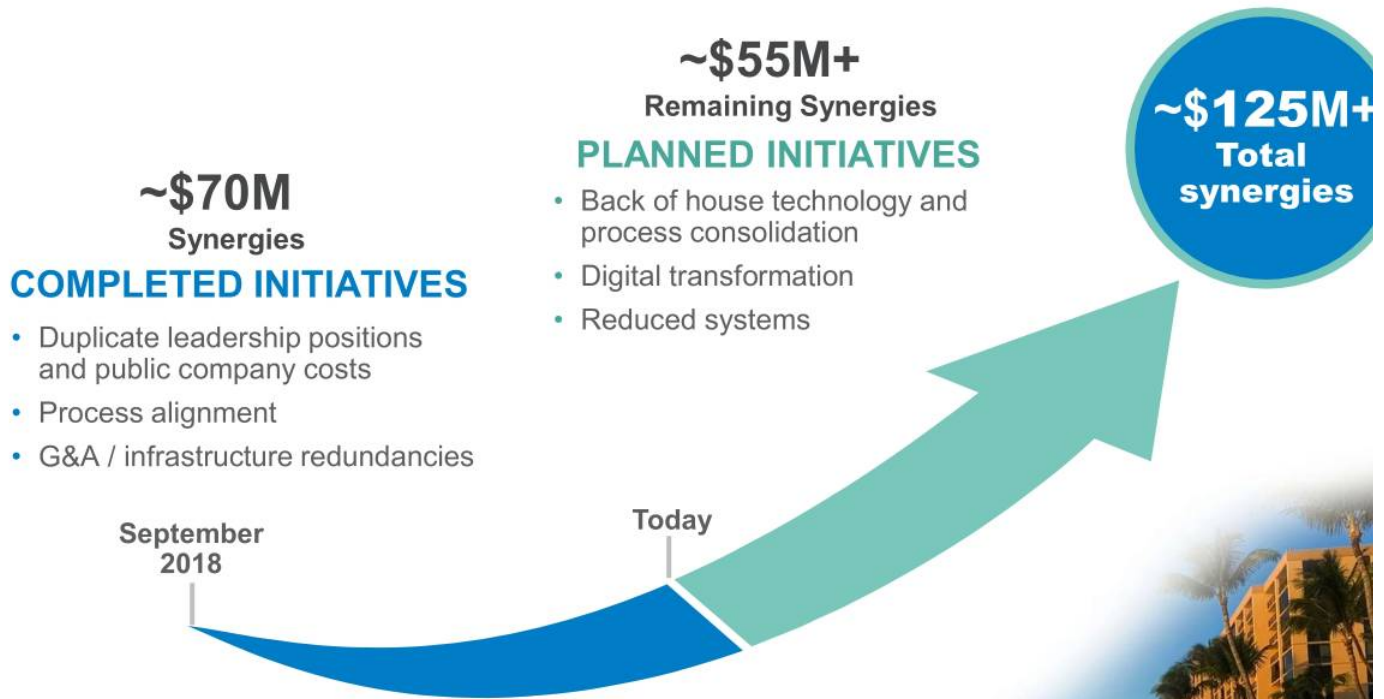 ~$70M
Synergies
COMPLETED INITIATIVES
• Duplicate leadership positions
and public company costs
• Process alignment
• G&A / infrastructure redundancies
~$55M+
Remaining Synergies
PLANNED INITIATIVES
• Back of house technology and
process consolidation
• Digital transformation
• Reduced systems
~$125M+
Total
synergies
September
2018
Today